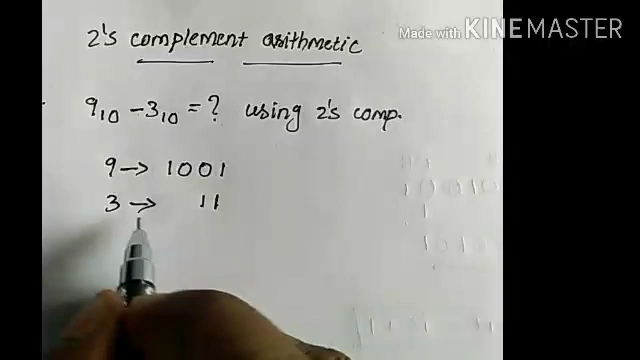 Made with KINEMASTER
2's complement arithmetic
9₁₀ - 3₁₀ = ? using 2's comp.
9 → 1001
3 → 11